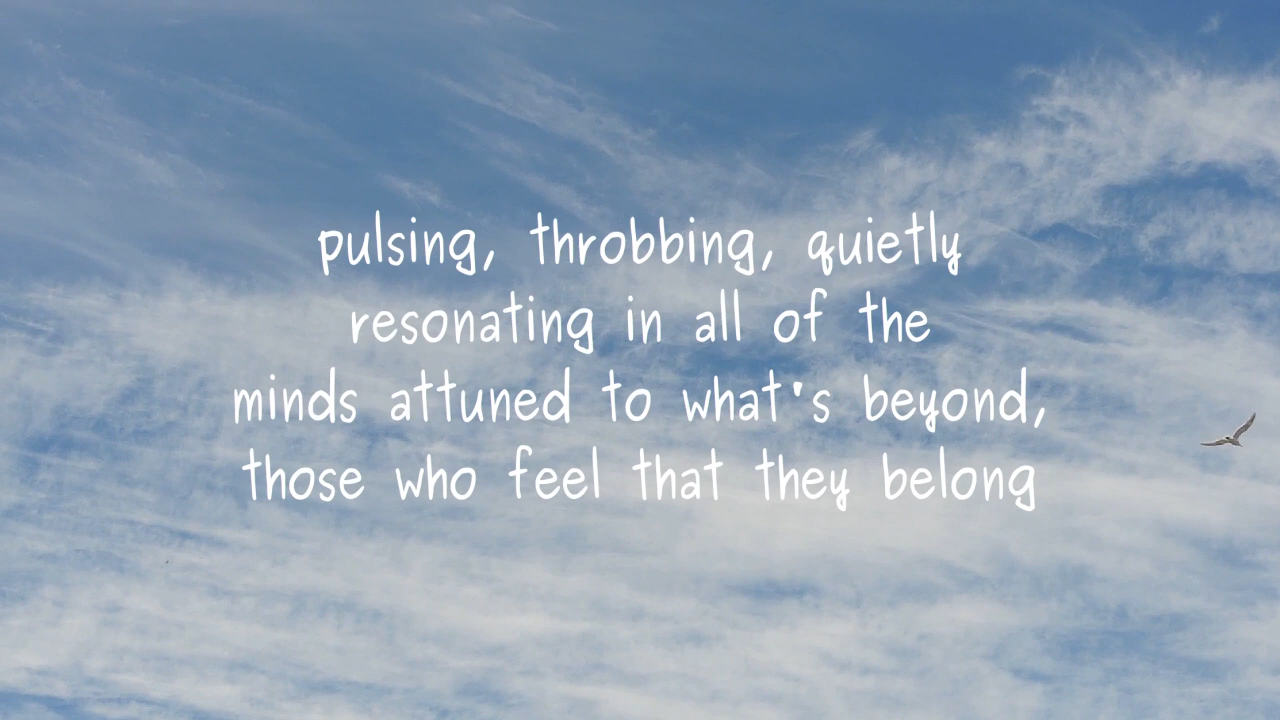 pulsing, throbbing, quietly
resonating in all of the
minds attuned to what's beyond,
those who feel that they belong